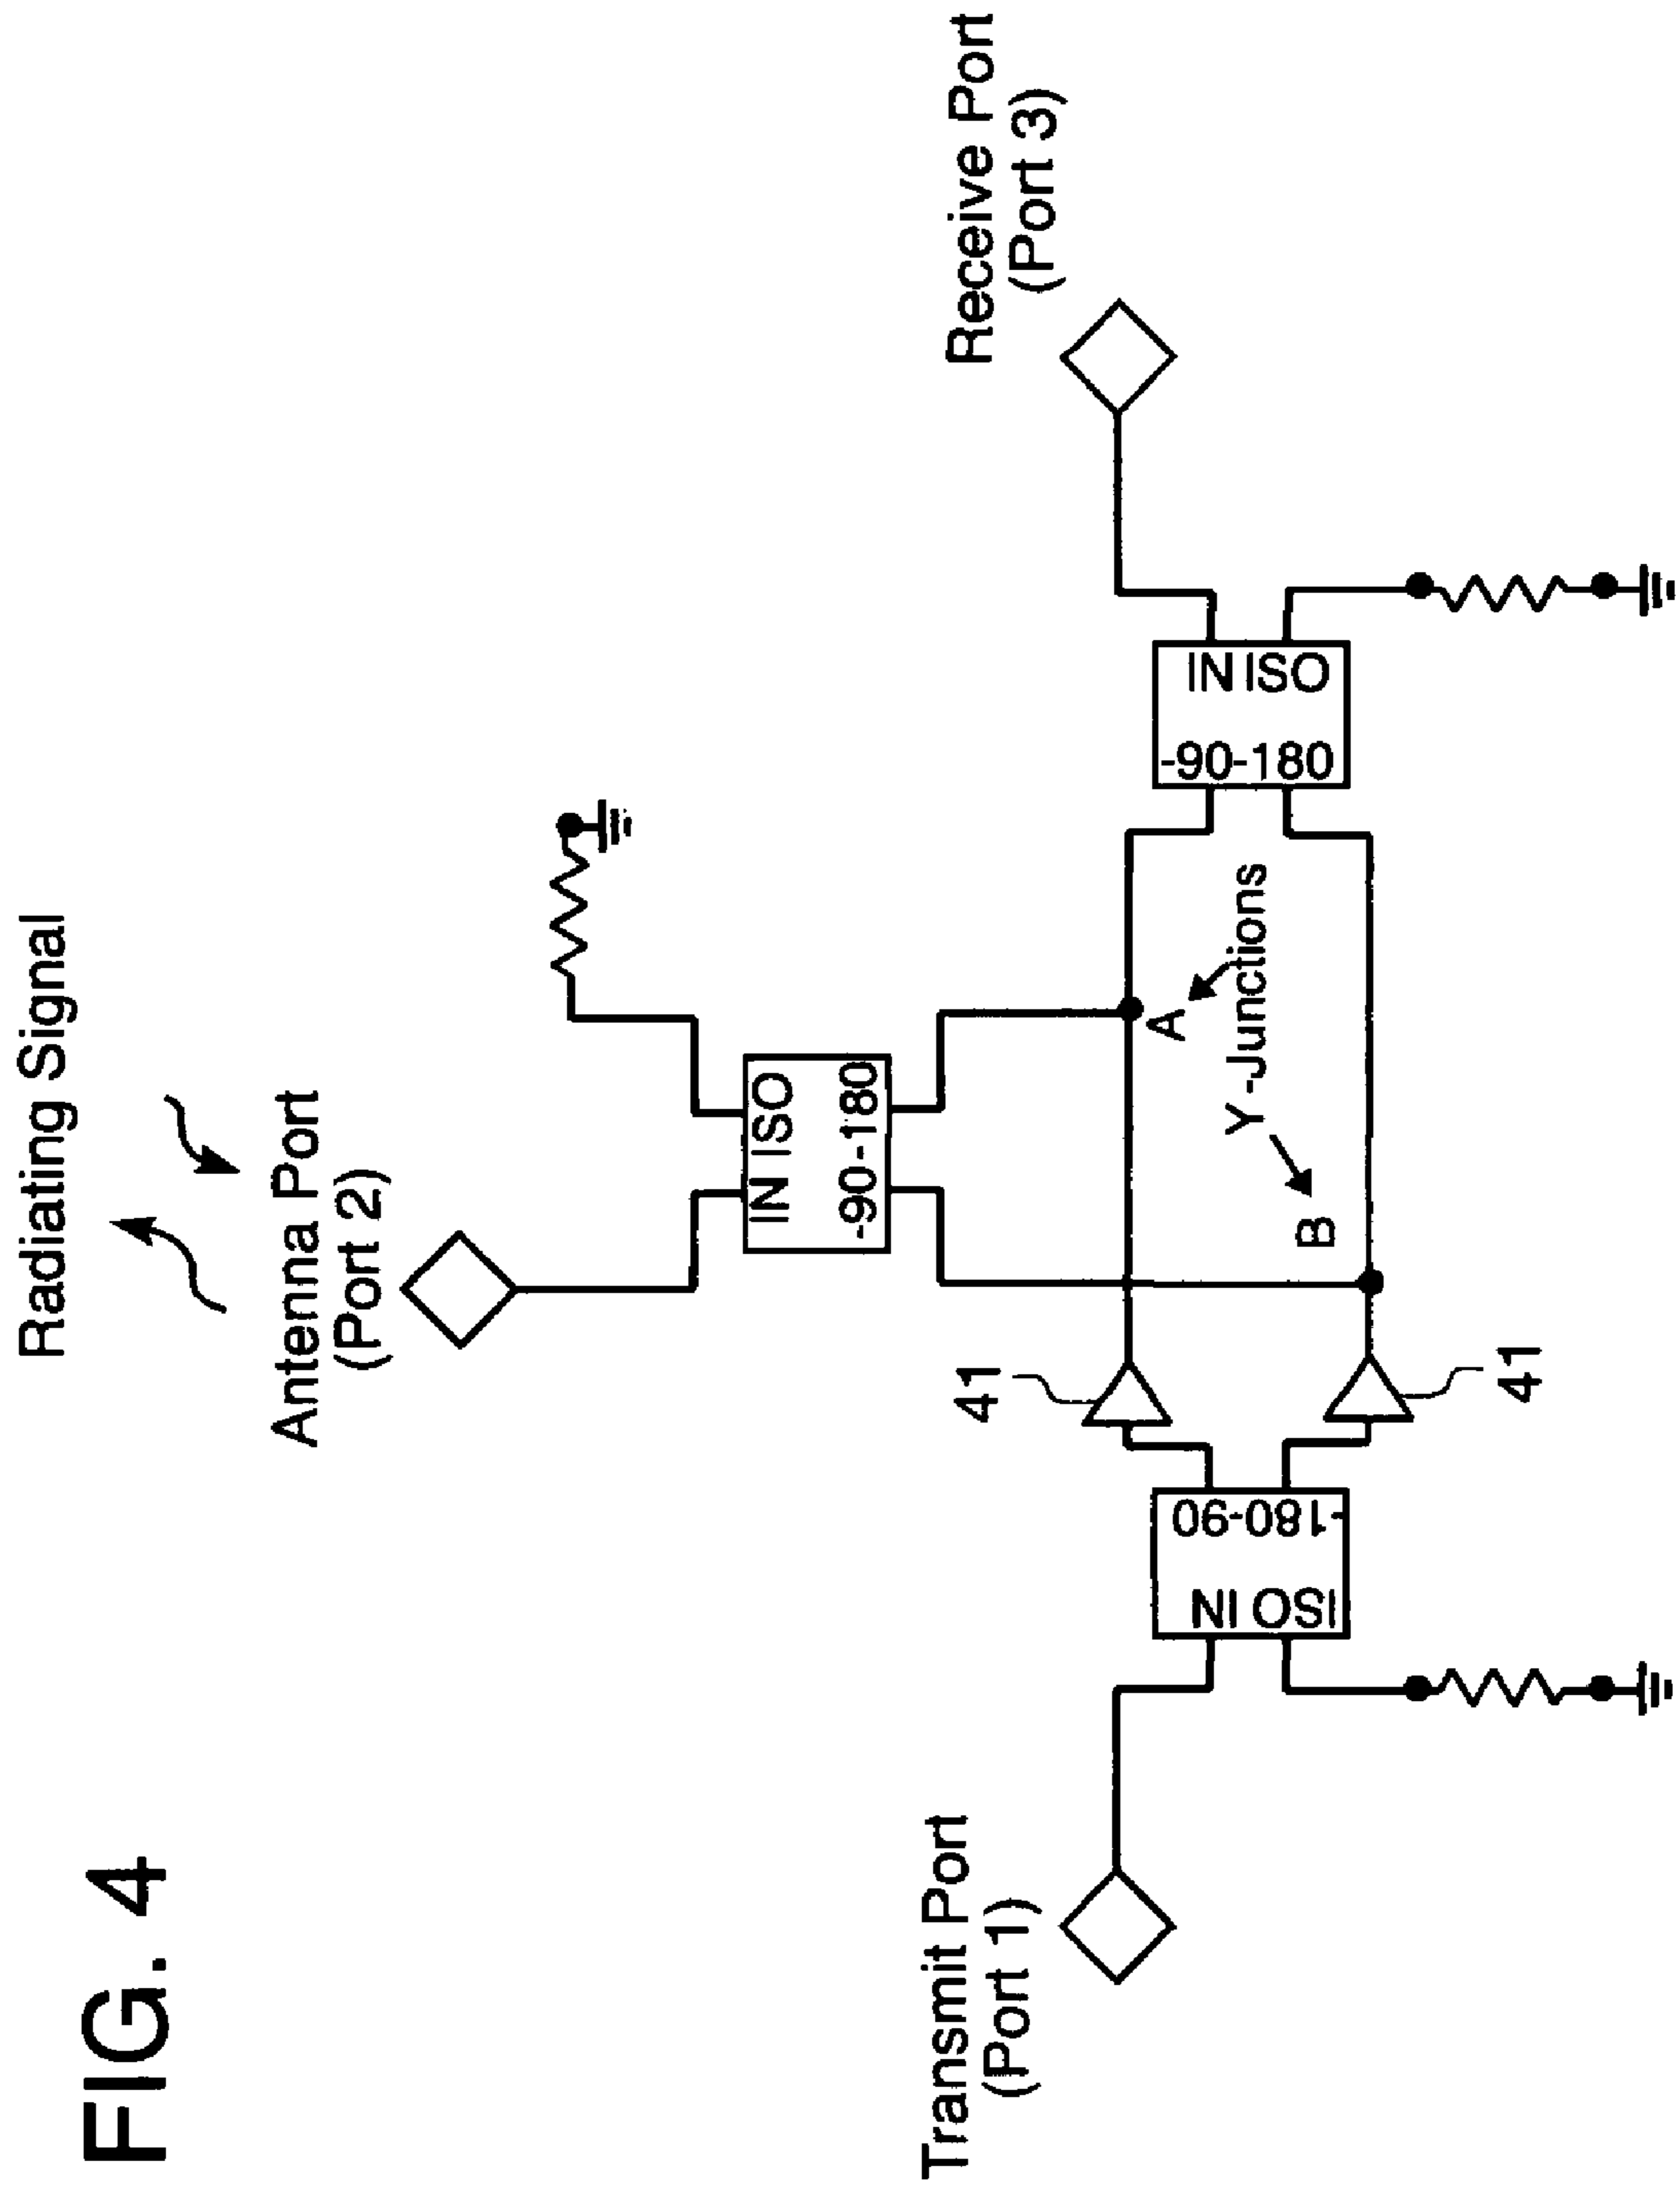 FIG. 4
Radiating Signal
Antenna Port
(Port 2)
IN ISO
-90-180
Transmit Port
(Port 1)
ISO IN
-180-90
41
41
A
B
Y -Junctions
-90-180
IN ISO
Receive Port
(Port 3)